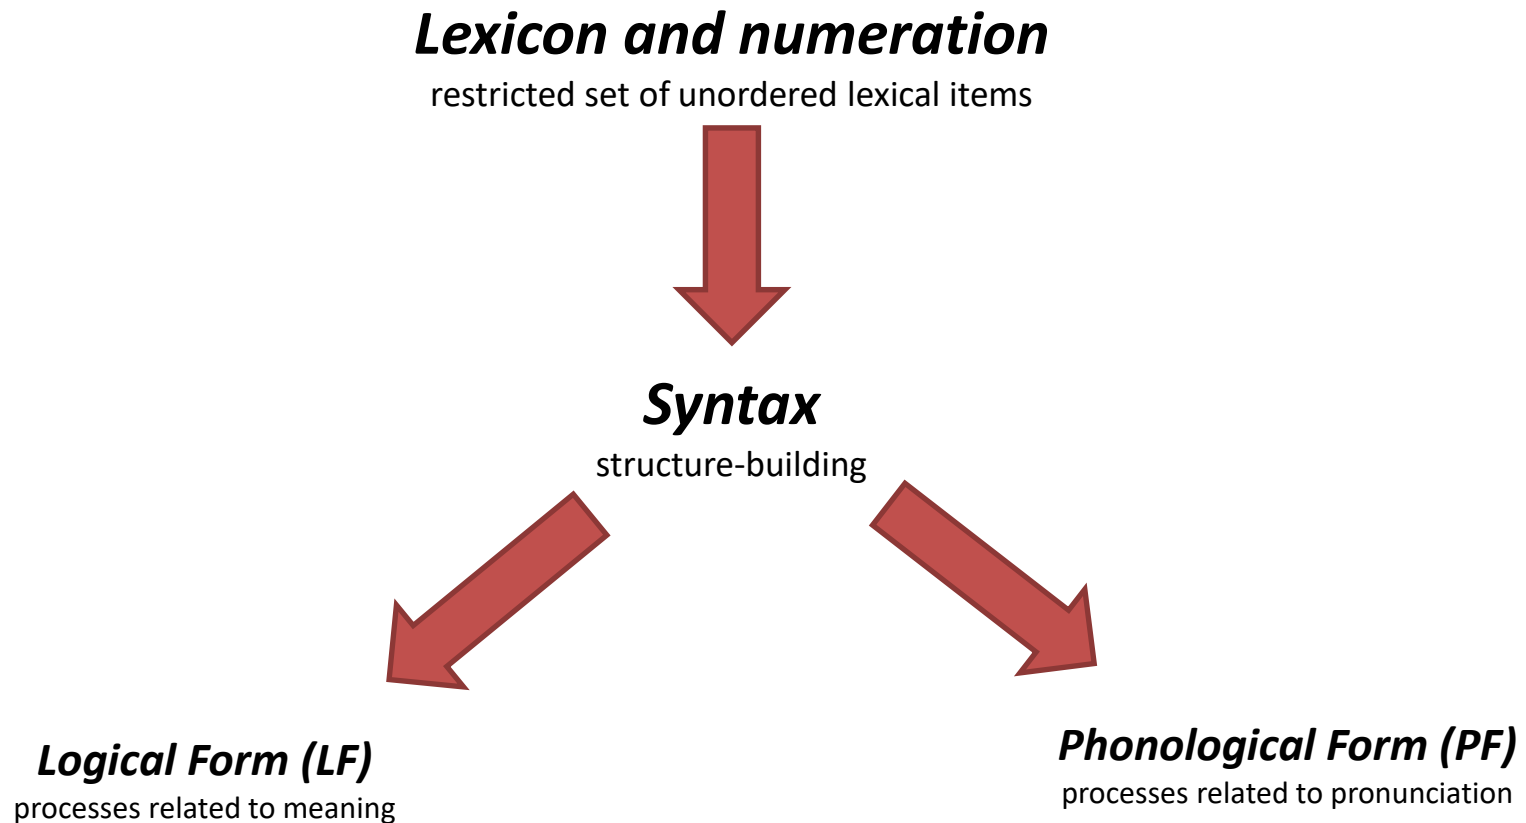 Lexicon and numeration
restricted set of unordered lexical items
Syntax
structure-building
Logical Form (LF)
processes related to meaning
Phonological Form (PF)
processes related to pronunciation